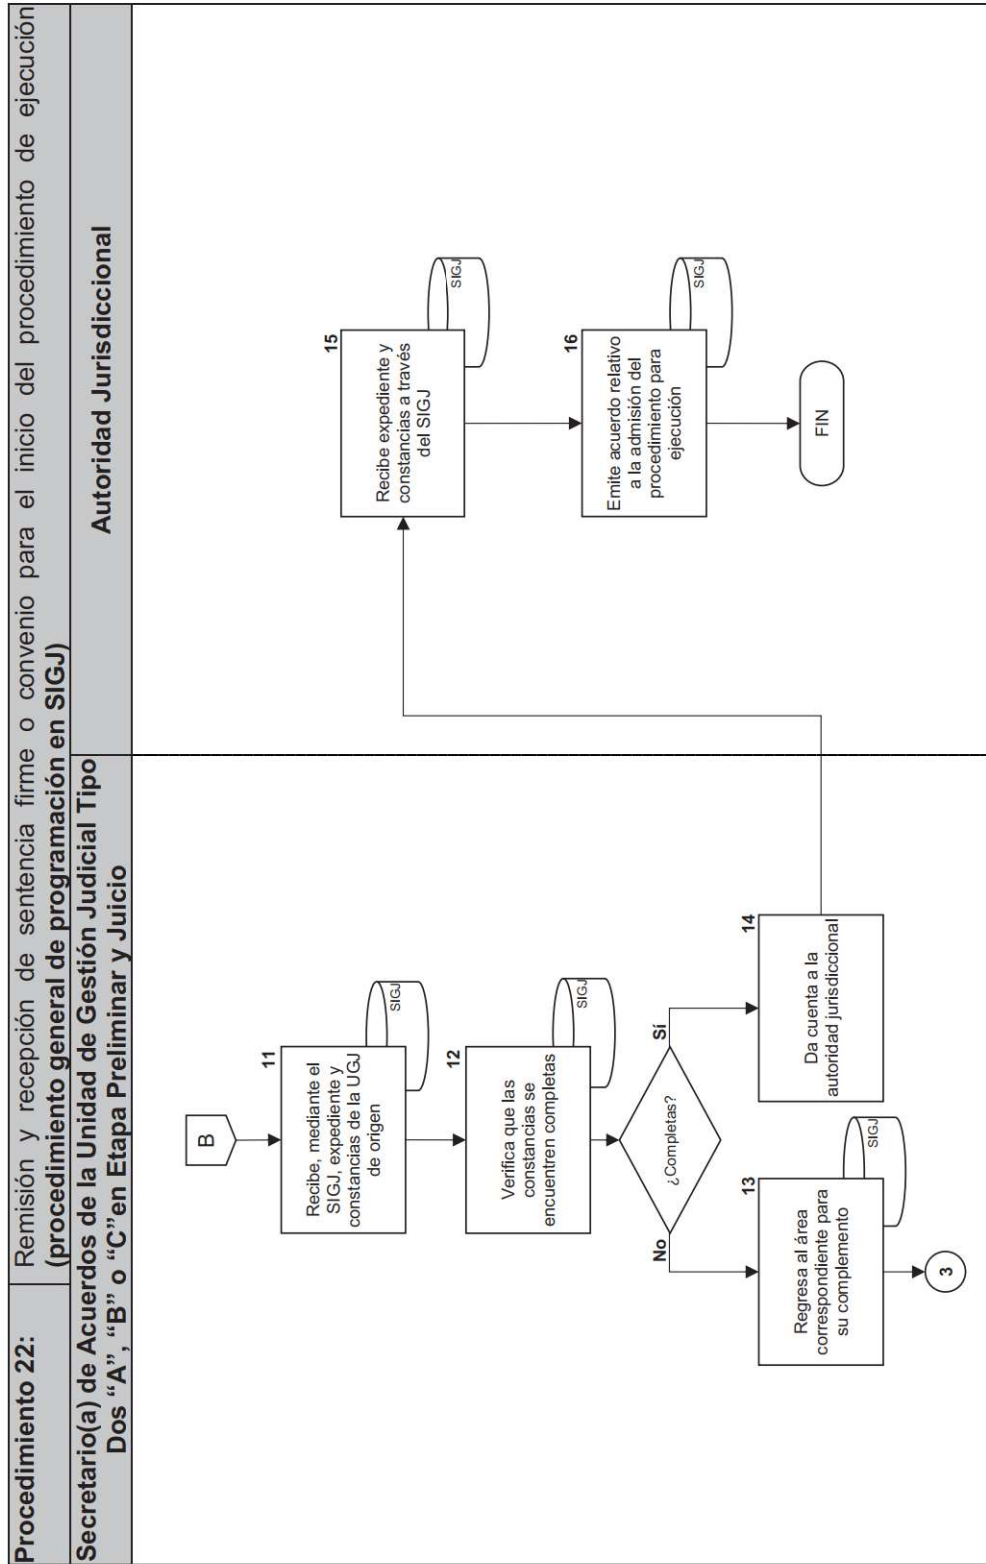 Procedimiento 22:
Remisión y recepción de sentencia firme o convenio para el inicio del procedimiento de ejecución
(procedimiento general de programación en SIGJ)
Secretario(a) de Acuerdos de la Unidad de Gestión Judicial Tipo
Dos “A”, “B” o “C”en Etapa Preliminar y Juicio
Autoridad Jurisdiccional
B
11
Recibe, mediante el
SIGJ, expediente y
constancias de la UGJ
de origen
SIGJ
12
Verifica que las
constancias se
encuentren completas
SIGJ
¿Completas?
No
Sí
13
Regresa al área
correspondiente para
su complemento
SIGJ
3
14
Da cuenta a la
autoridad jurisdiccional
15
Recibe expediente y
constancias a través
del SIGJ
SIGJ
16
Emite acuerdo relativo
a la admisión del
procedimiento para
ejecución
SIGJ
FIN